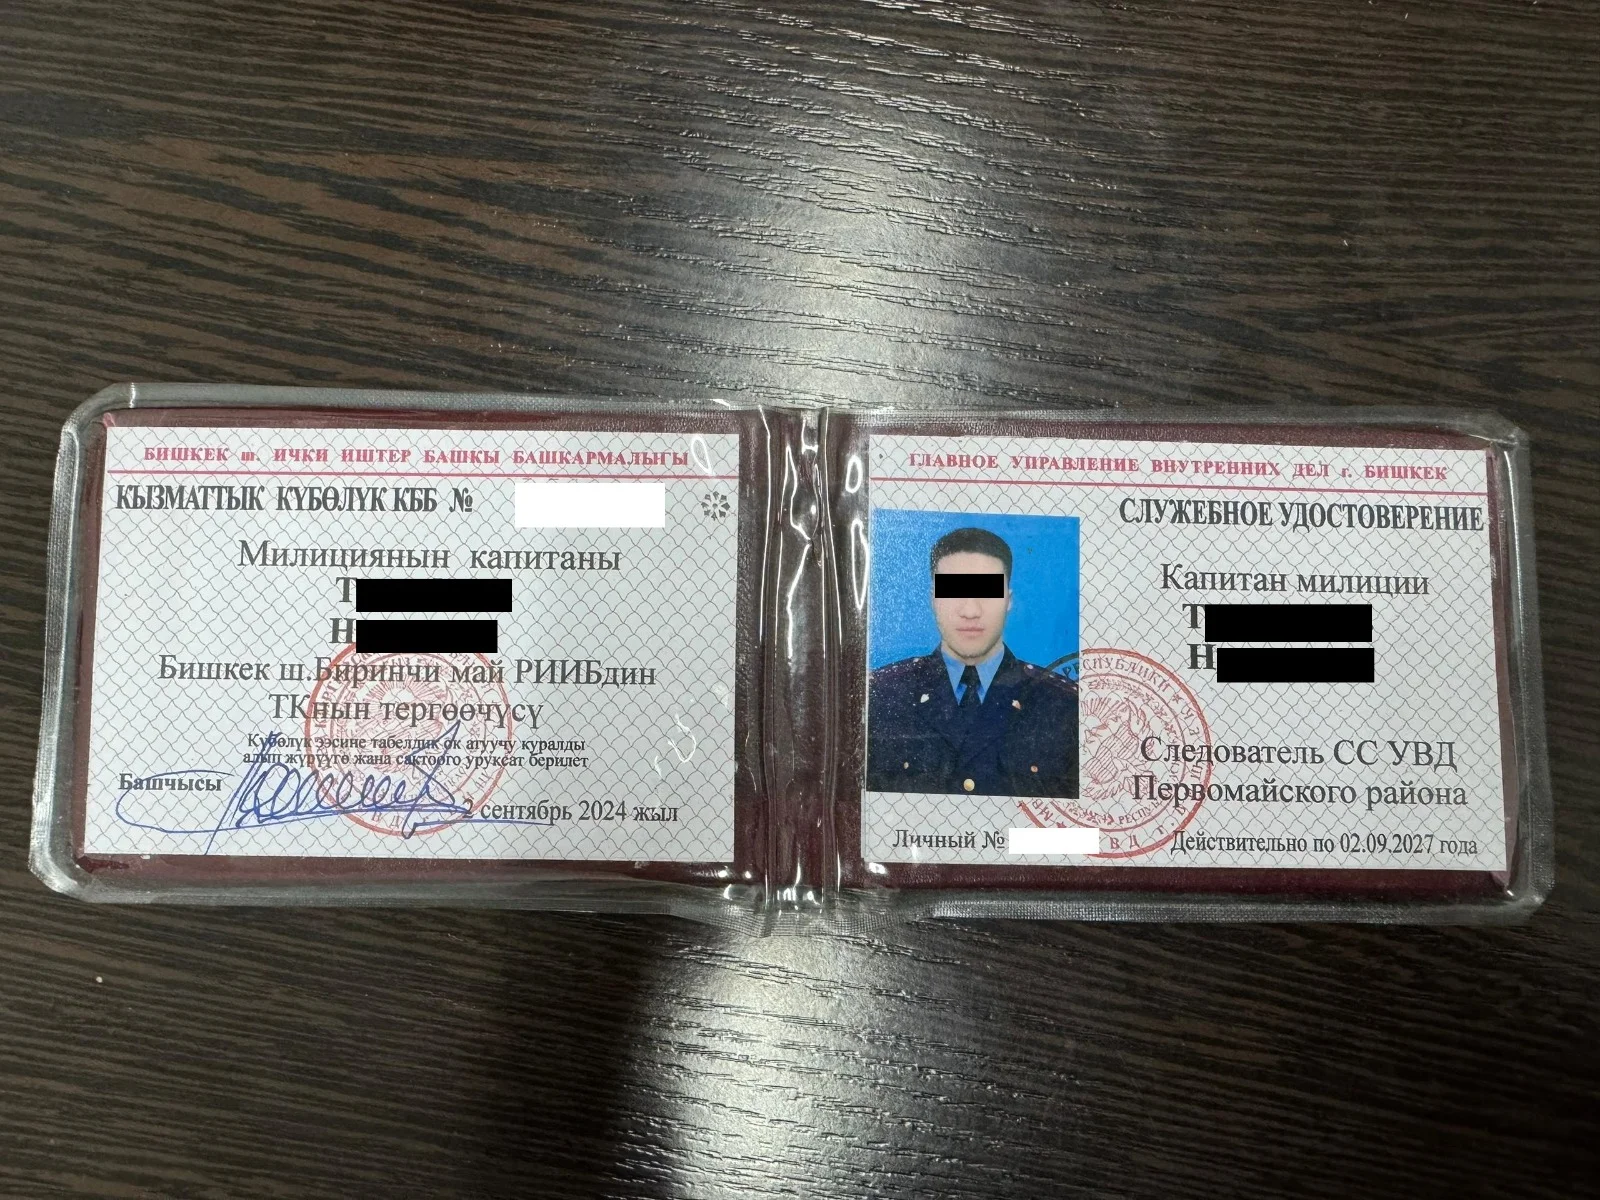 БИШКЕК ш. ИЧКИ ИШТЕР БАШКЫ БАШКАРМАЛЫГЫ
КЫЗМАТТЫК КҮБӨЛҮК КББ №
Милициянын капитаны
Т
Н
Бишкек ш.Биринчи май РИИБдин
ТКнын тергөөчүсү
Күбөлүк ээсине табелдик ок атуучу куралды
алып жүрүүгө жана сактоого уруксат берилет
Башчысы
2 сентябрь 2024 жыл
ГЛАВНОЕ УПРАВЛЕНИЕ ВНУТРЕННИХ ДЕЛ г. БИШКЕК
СЛУЖЕБНОЕ УДОСТОВЕРЕНИЕ
Капитан милиции
Т
Н
РЕСПУБЛИКИ
Следователь СС УВД
Первомайского района
Личный №
Действительно по 02.09.2027 года